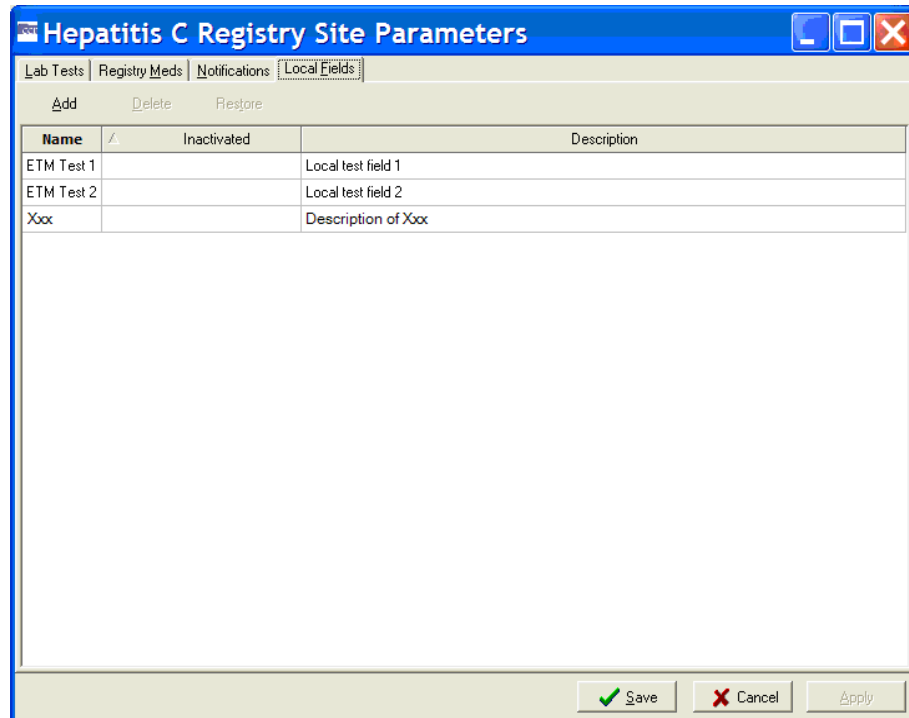 Hepatitis C Registry Site Parameters
Lab Tests Registry Meds Notifications Local Fields
Add Delete Restore
Name Inactivated Description
ETM Test 1 Local test field 1
ETM Test 2 Local test field 2
Xxx Description of Xxx
Save Cancel Apply